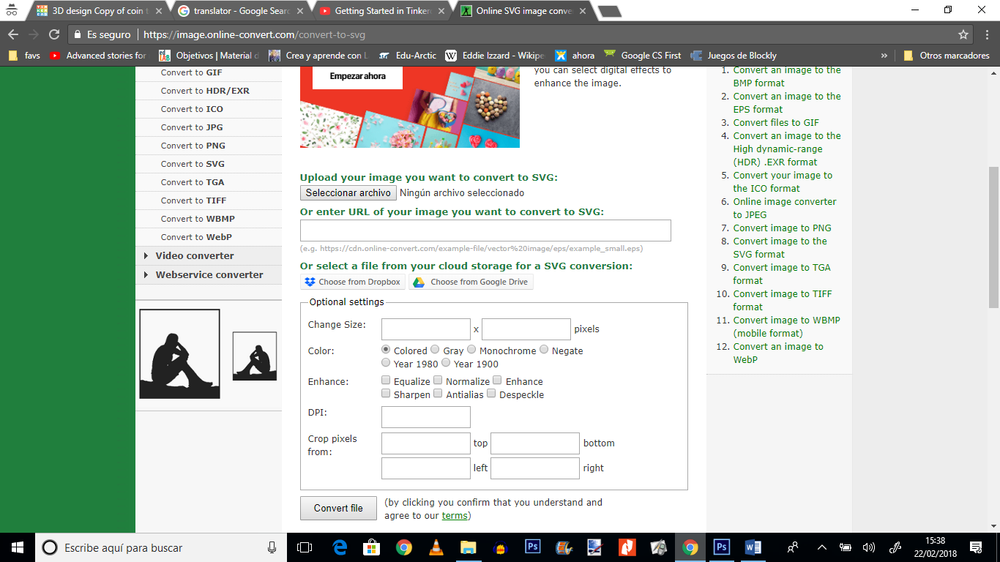 3D design Copy of coin t
translator - Google Sear
Getting Started in Tinker
Online SVG image conve
Es seguro
https://image.online-convert.com/convert-to-svg
favs
Advanced stories for
Objetivos | Material d
Crea y aprende con L
Edu-Arctic
Eddie Izzard - Wikipe
ahora
Google CS First
Juegos de Blockly
»
Otros marcadores
Convert to GIF
Convert to HDR/EXR
Convert to ICO
Convert to JPG
Convert to PNG
Convert to SVG
Convert to TGA
Convert to TIFF
Convert to WBMP
Convert to WebP
Video converter
Webservice converter
Empezar ahora
you can select digital effects to
enhance the image.
Upload your image you want to convert to SVG:
Seleccionar archivo Ningún archivo seleccionado
Or enter URL of your image you want to convert to SVG:
(e.g. https://cdn.online-convert.com/example-file/vector%20image/eps/example_small.eps)
Or select a file from your cloud storage for a SVG conversion:
Choose from Dropbox Choose from Google Drive
Optional settings
Change Size: x pixels
Color: Colored Gray Monochrome Negate
Year 1980 Year 1900
Enhance: Equalize Normalize Enhance
Sharpen Antialias Despeckle
DPI:
Crop pixels
from:
top bottom
left right
Convert file
(by clicking you confirm that you understand and
agree to our terms)
1. Convert an image to the
BMP format
2. Convert an image to the
EPS format
3. Convert files to GIF
4. Convert an image to the
High dynamic-range
(HDR) .EXR format
5. Convert your image to
the ICO format
6. Online image converter
to JPEG
7. Convert image to PNG
8. Convert image to the
SVG format
9. Convert image to TGA
format
10. Convert image to TIFF
format
11. Convert image to WBMP
(mobile format)
12. Convert an image to
WebP
Escribe aquí para buscar
Ps
Ps
15:38
22/02/2018